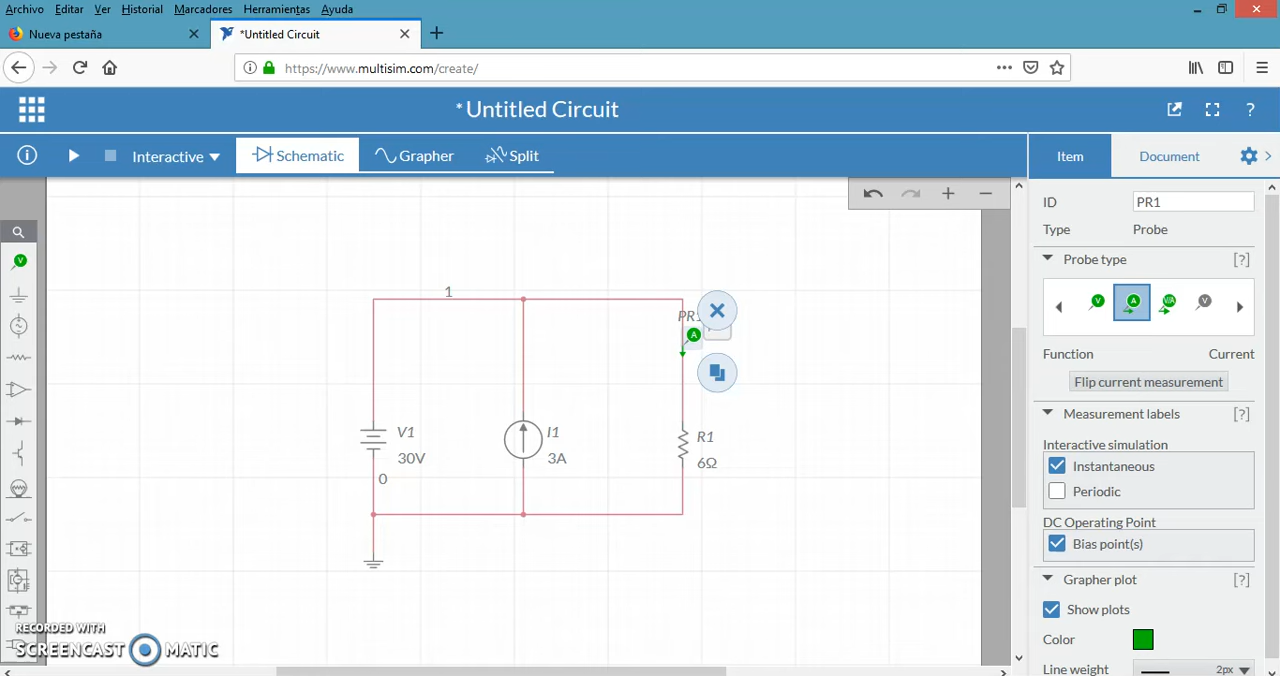 Archivo Editar Ver Historial Marcadores Herramientas Ayuda
Nueva pestaña
*Untitled Circuit
https://www.multisim.com/create/
*Untitled Circuit
?
Interactive
Schematic
Grapher
Split
Item
Document
ID
PR1
Type
Probe
Probe type
[?]
V
A
V/A
V
Function
Current
Flip current measurement
Measurement labels
[?]
Interactive simulation
Instantaneous
Periodic
DC Operating Point
Bias point(s)
Grapher plot
[?]
Show plots
Color
Line weight
2px
V
1
PR1
A
V1
30V
0
I1
3A
R1
6Ω
RECORDED WITH
SCREENCAST MATIC